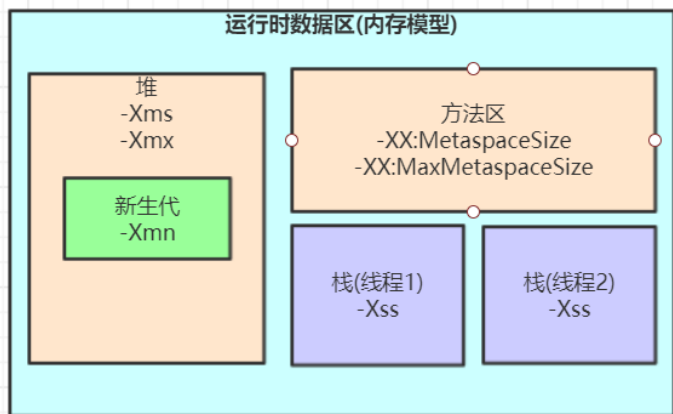 运行时数据区(内存模型)
堆
-Xms
-Xmx
新生代
-Xmn
方法区
-XX:MetaspaceSize
-XX:MaxMetaspaceSize
栈(线程1)
-Xss
栈(线程2)
-Xss